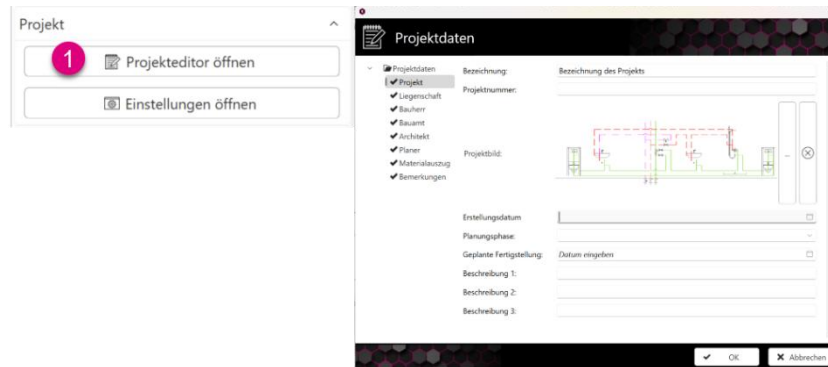 Projekt
1
Projekteditor öffnen
Einstellungen öffnen
Projektdaten
Projektdaten
Projekt
Liegenschaft
Bauherr
Bauamt
Architekt
Planer
Materialauszug
Bemerkungen
Bezeichnung: Bezeichnung des Projekts
Projektnummer:
Projektbild:
Erstellungsdatum
Planungsphase:
Geplante Fertigstellung: Datum eingeben
Beschreibung 1:
Beschreibung 2:
Beschreibung 3:
OK Abbrechen